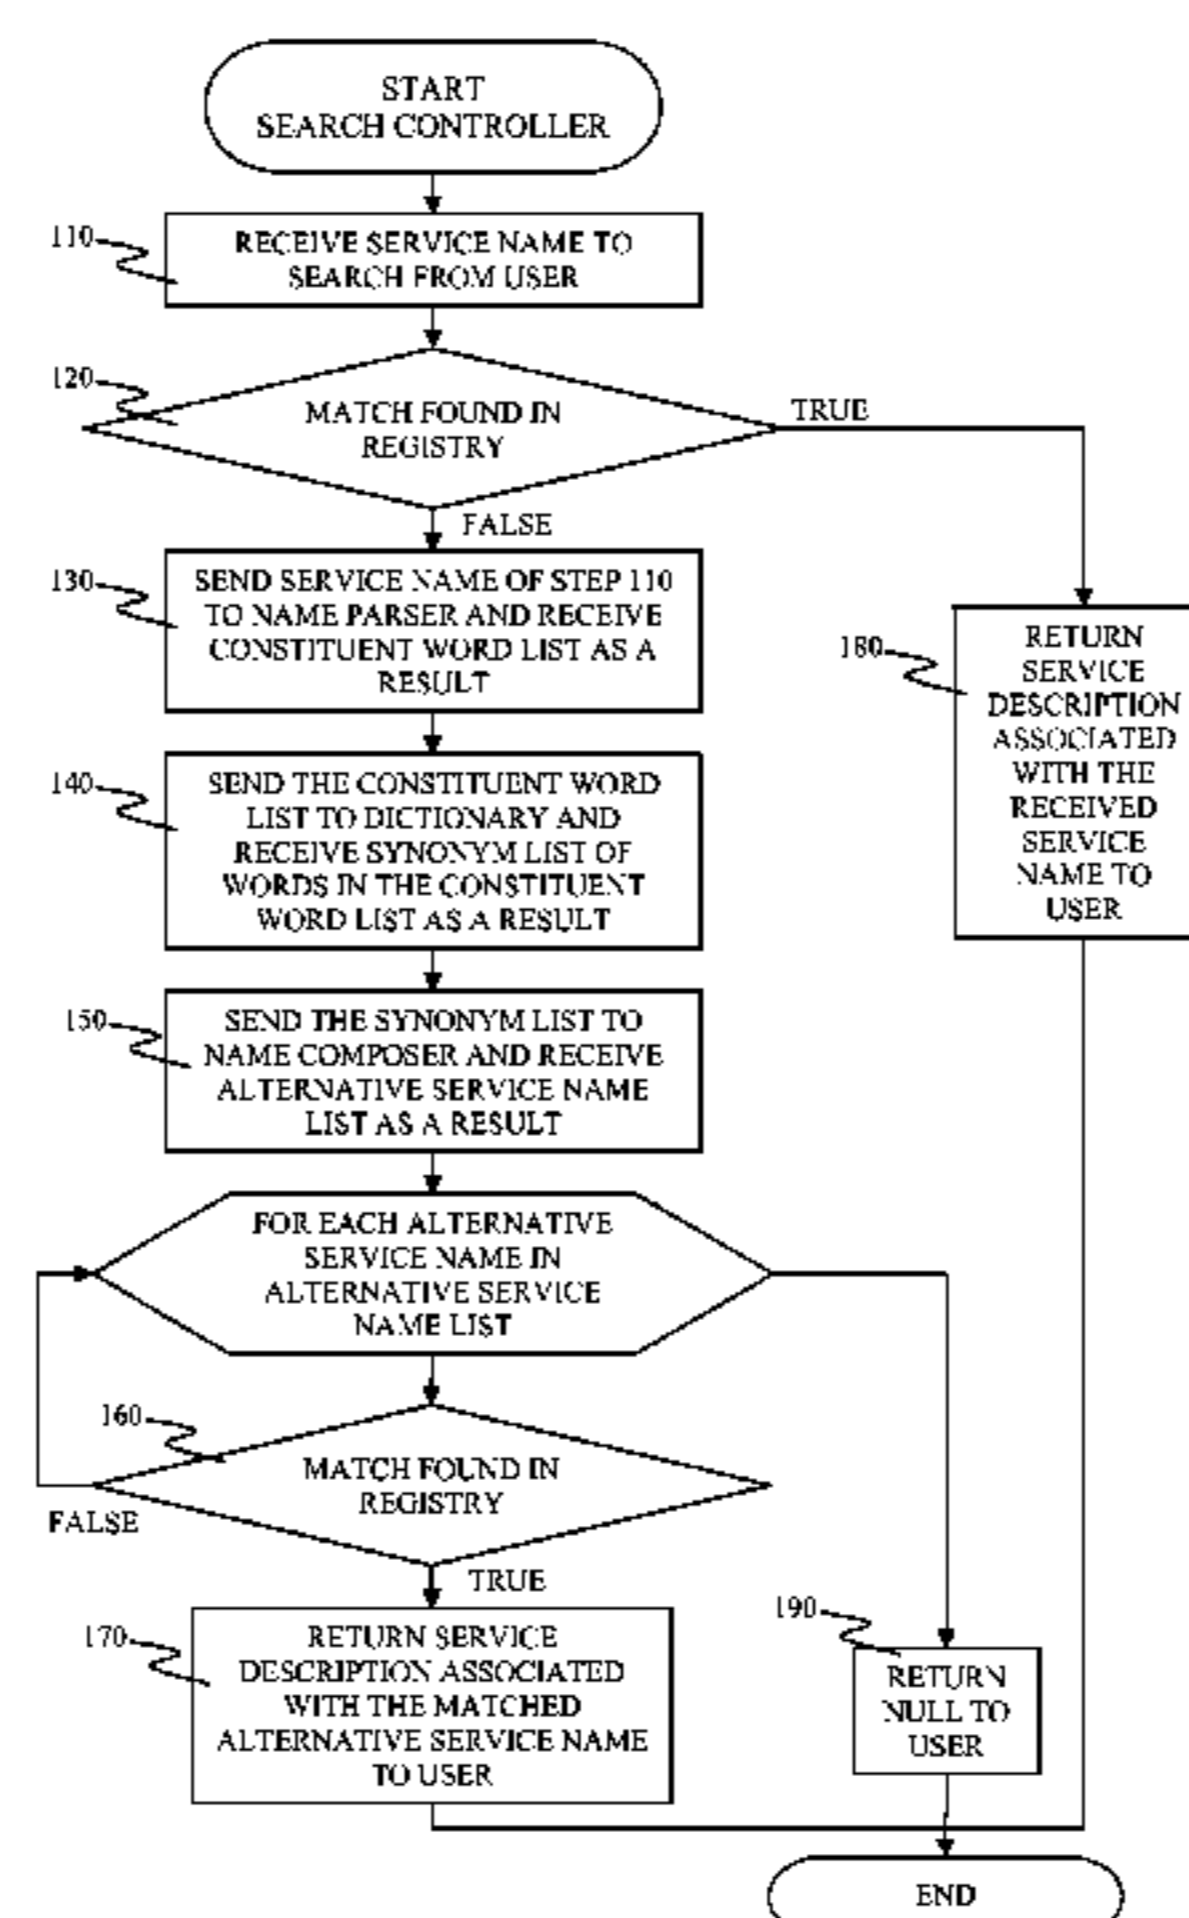 START
SEARCH CONTROLLER
110
RECEIVE SERVICE NAME TO
SEARCH FROM USER
120
MATCH FOUND IN
REGISTRY
TRUE
FALSE
130
SEND SERVICE NAME OF STEP 110
TO NAME PARSER AND RECEIVE
CONSTITUENT WORD LIST AS A
RESULT
180
RETURN
SERVICE
DESCRIPTION
ASSOCIATED
WITH THE
RECEIVED
SERVICE
NAME TO
USER
140
SEND THE CONSTITUENT WORD
LIST TO DICTIONARY AND
RECEIVE SYNONYM LIST OF
WORDS IN THE CONSTITUENT
WORD LIST AS A RESULT
150
SEND THE SYNONYM LIST TO
NAME COMPOSER AND RECEIVE
ALTERNATIVE SERVICE NAME
LIST AS A RESULT
FOR EACH ALTERNATIVE
SERVICE NAME IN
ALTERNATIVE SERVICE
NAME LIST
160
MATCH FOUND IN
REGISTRY
FALSE
TRUE
170
RETURN SERVICE
DESCRIPTION ASSOCIATED
WITH THE MATCHED
ALTERNATIVE SERVICE NAME
TO USER
190
RETURN
NULL TO
USER
END